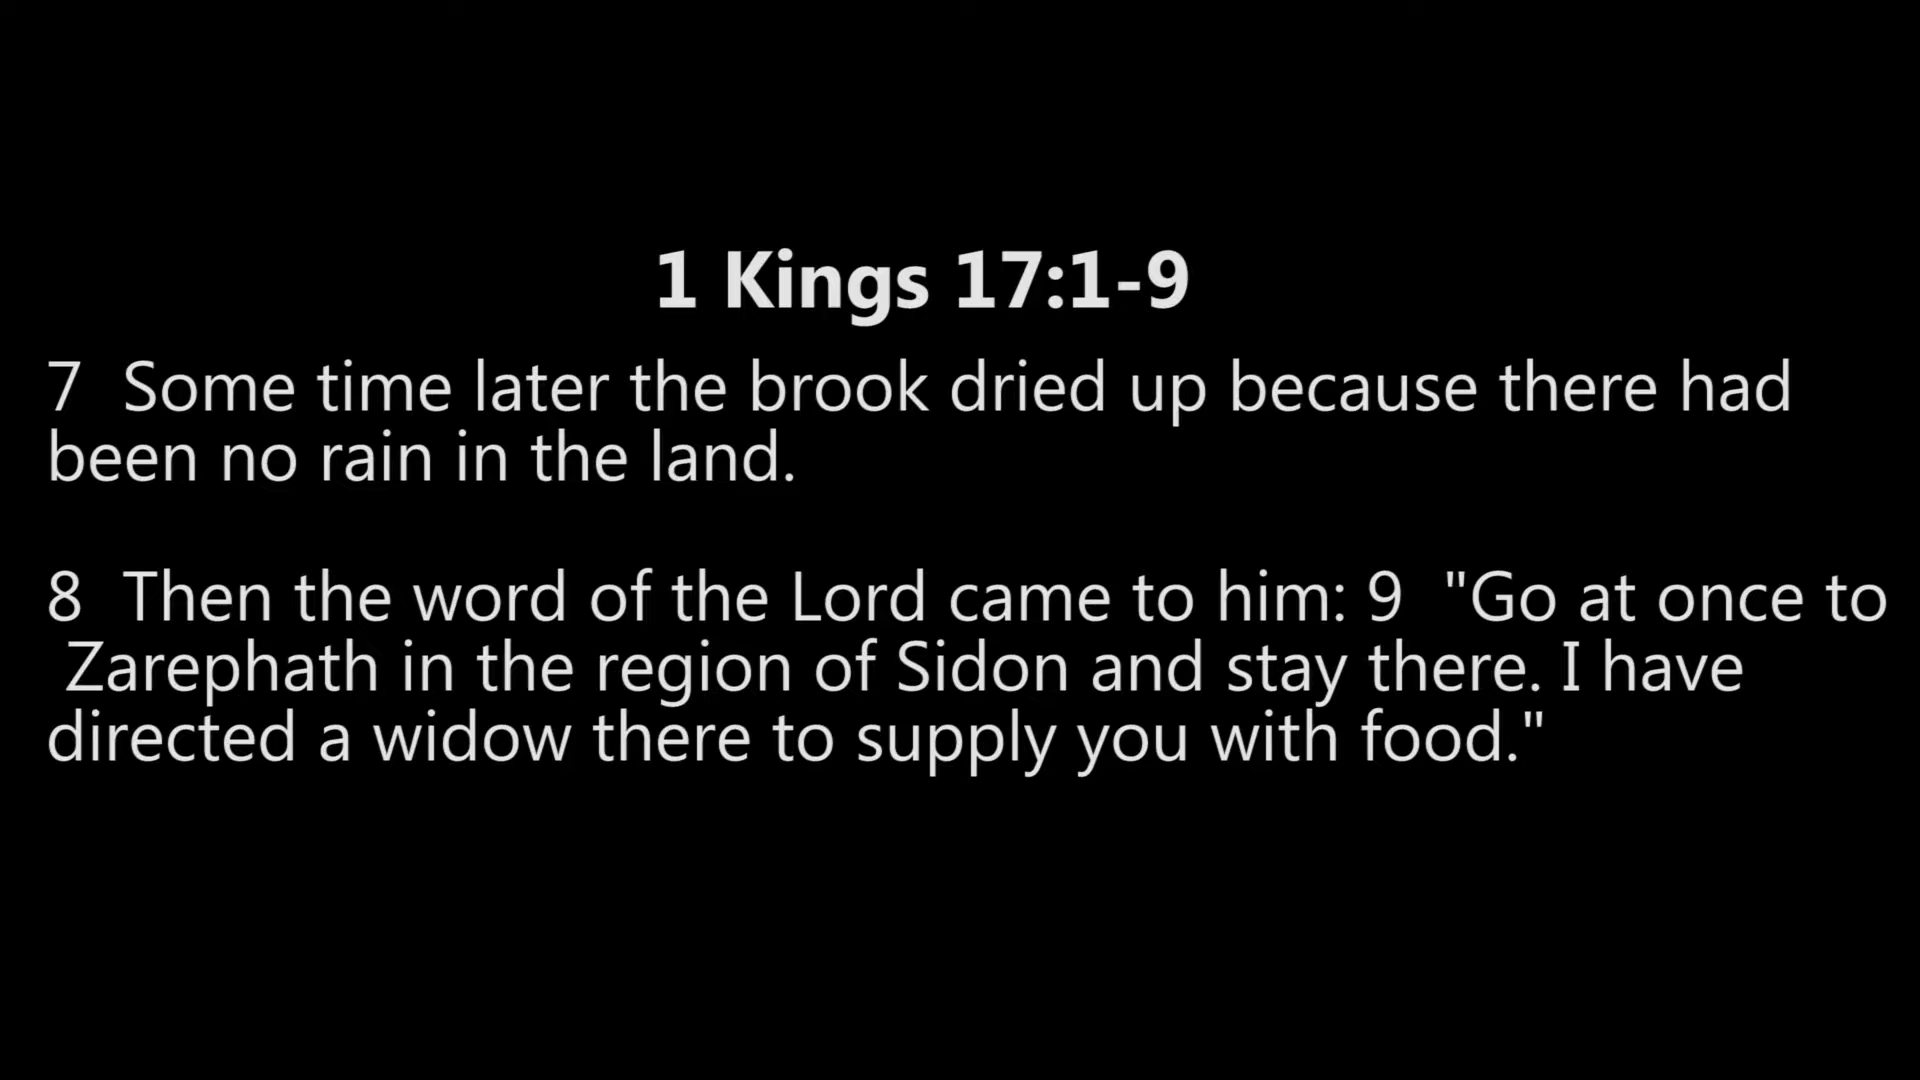 1 Kings 17:1-9
7  Some time later the brook dried up because there had
been no rain in the land.
8  Then the word of the Lord came to him: 9  "Go at once to
Zarephath in the region of Sidon and stay there. I have
directed a widow there to supply you with food."